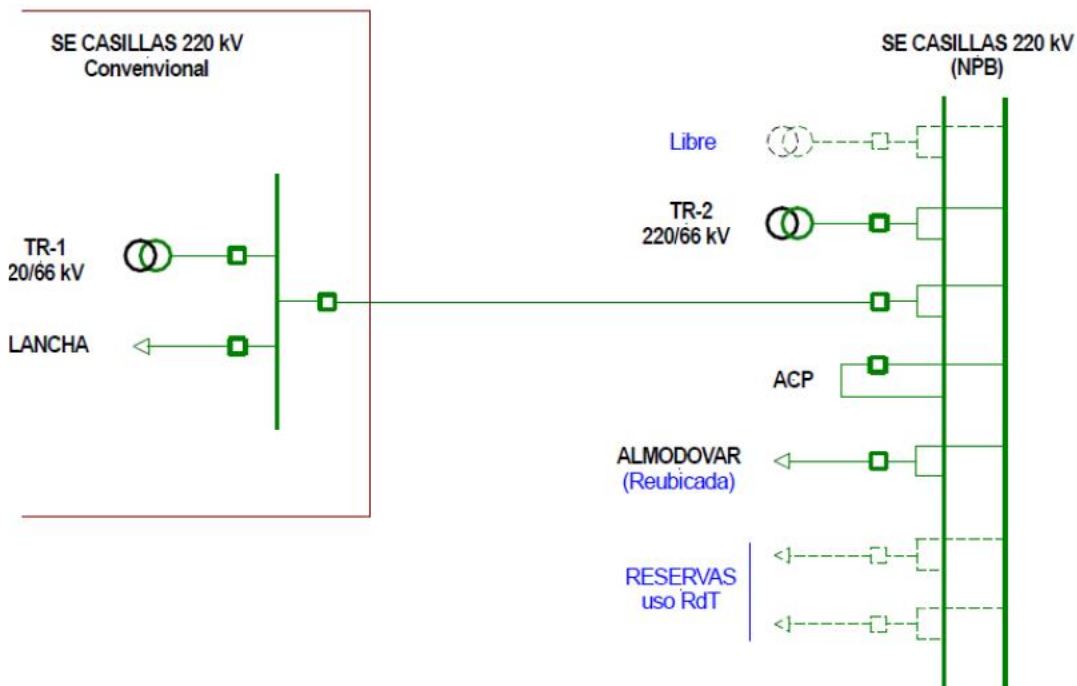 SE CASILLAS 220 kV
Convenvional
TR-1
20/66 kV
LANCHA
SE CASILLAS 220 kV
(NPB)
Libre
TR-2
220/66 kV
ACP
ALMODOVAR
(Reubicada)
RESERVAS
uso RdT